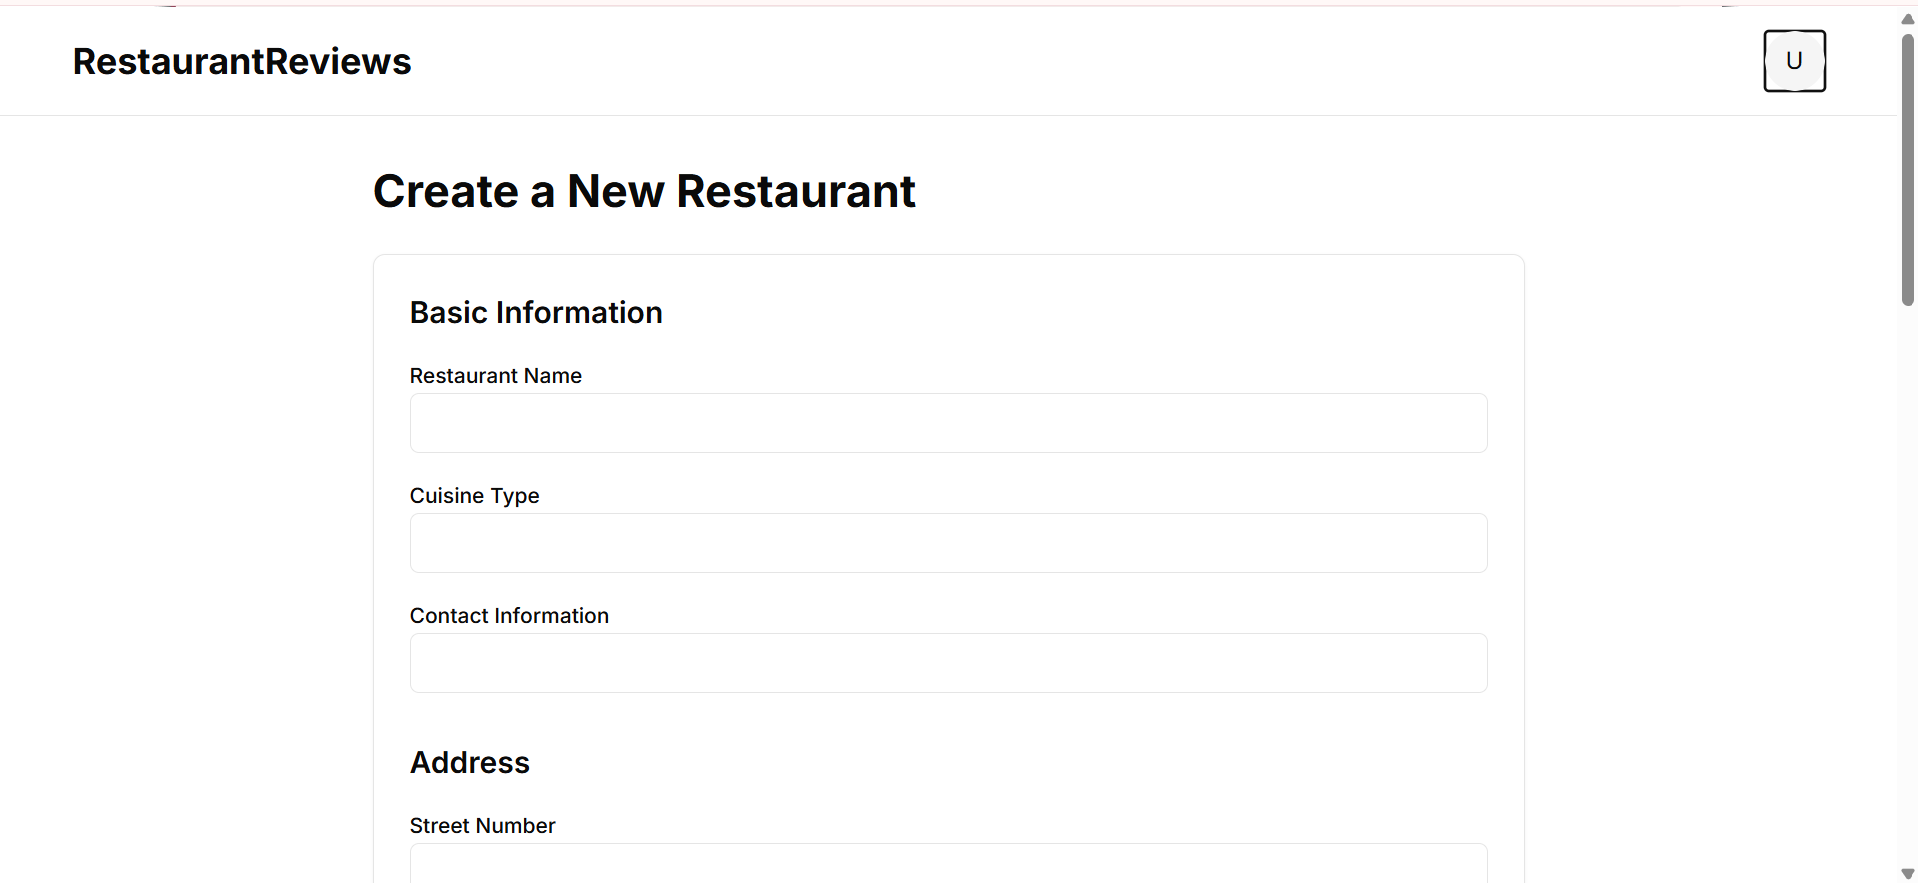 RestaurantReviews
U
Create a New Restaurant
Basic Information
Restaurant Name
Cuisine Type
Contact Information
Address
Street Number